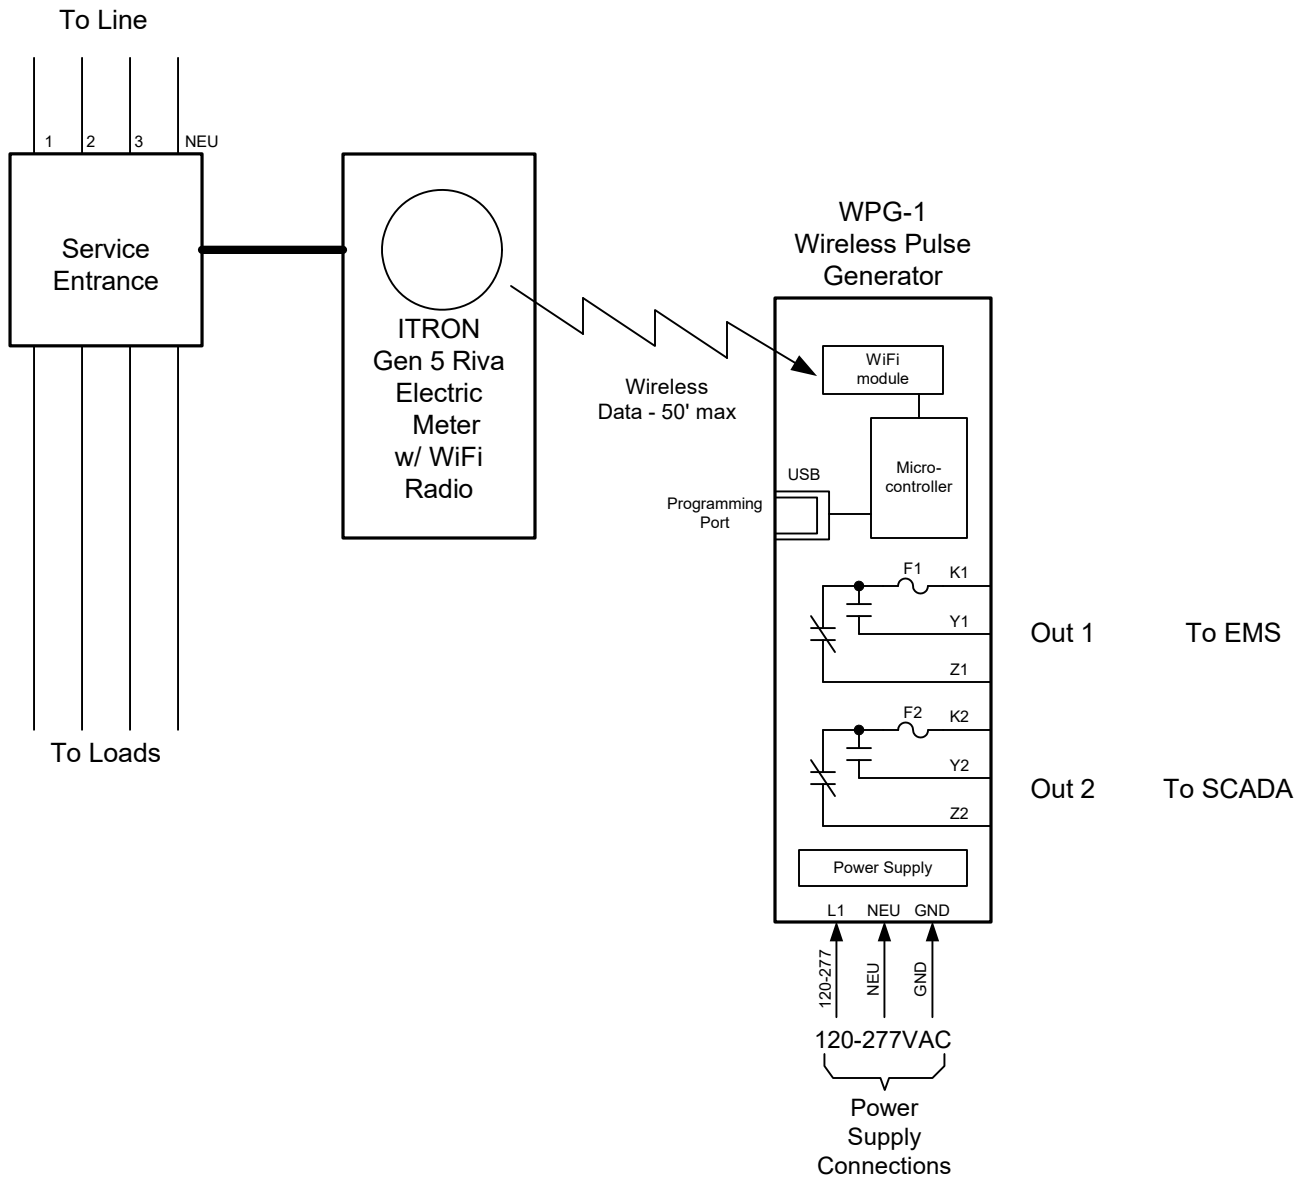 To Line
1
2
3
NEU
Service
Entrance
To Loads
ITRON
Gen 5 Riva
Electric
Meter
w/ WiFi
Radio
Wireless
Data - 50' max
WPG-1
Wireless Pulse
Generator
WiFi
module
Micro-
controller
USB
Programming
Port
F1
K1
Y1
Z1
Out 1
To EMS
F2
K2
Y2
Z2
Out 2
To SCADA
Power Supply
L1
NEU
GND
120-277
NEU
GND
120-277VAC
Power
Supply
Connections